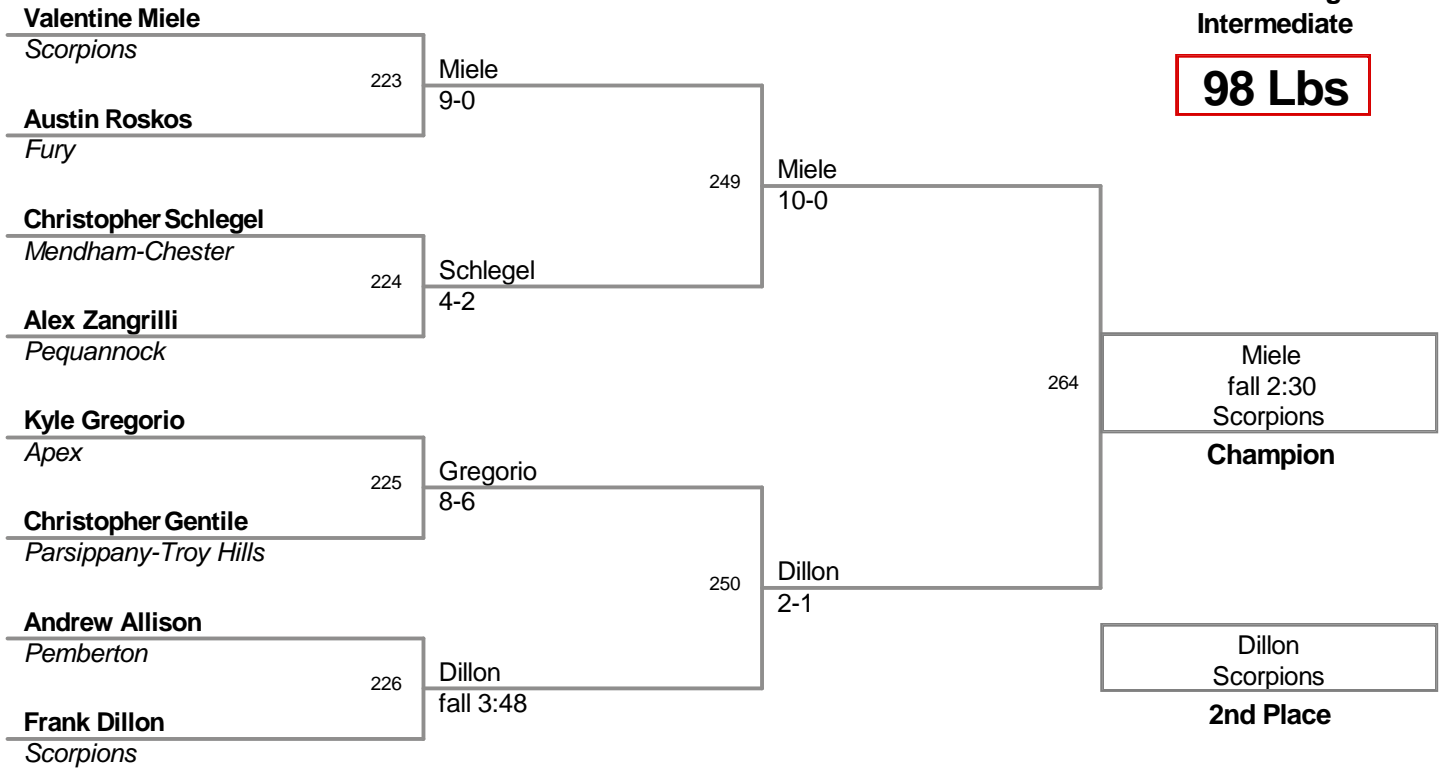 Intermediate
98 Lbs
Valentine Miele
Scorpions
223
Miele
9-0
Austin Roskos
Fury
249
Miele
10-0
Christopher Schlegel
Mendham-Chester
224
Schlegel
4-2
Alex Zangrilli
Pequannock
264
Miele
fall 2:30
Scorpions
Champion
Kyle Gregorio
Apex
225
Gregorio
8-6
Christopher Gentile
Parsippany-Troy Hills
250
Dillon
2-1
Andrew Allison
Pemberton
226
Dillon
fall 3:48
Frank Dillon
Scorpions
Dillon
Scorpions
2nd Place